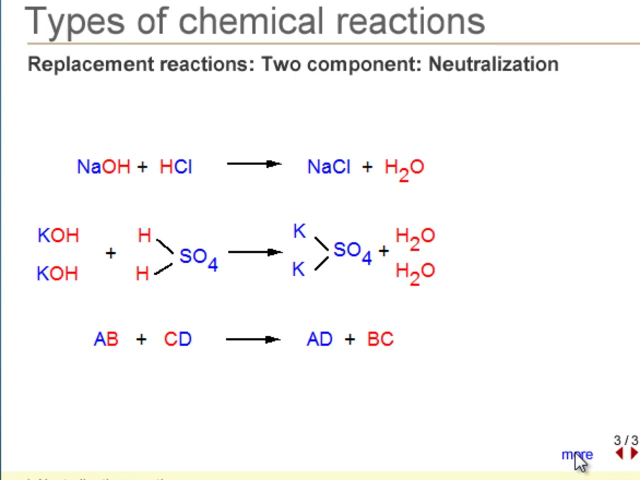 Types of chemical reactions
Replacement reactions: Two component: Neutralization
NaOH + HCl → NaCl + H₂O
KOH H K H₂O
+ SO₄ → SO₄ +
KOH H K H₂O
AB + CD → AD + BC
3 / 3
more